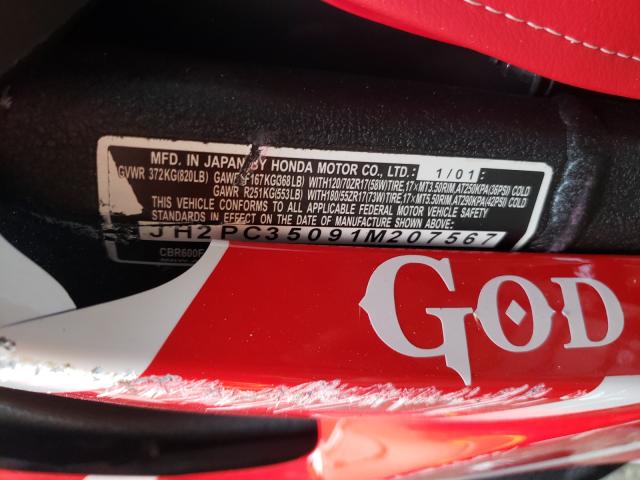 MFD. IN JAPAN BY HONDA MOTOR CO., LTD.: 1/01:
GVWR 372KG(820LB) GAWR F 167KG(368LB) WITH120/70ZR17(58W)TIRE,17×MT3.50RIM,AT250KPA(36PSI) COLD
GAWR R251KG(553LB) WITH180/55ZR17(73W)TIRE,17×MT5.50RIM,AT290KPA(42PSI) COLD
THIS VEHICLE CONFORMS TO ALL APPLICABLE FEDERAL MOTOR VEHICLE SAFETY
STANDARDS IN EFFECT ON THE DATE OF MANUFACTURE SHOWN ABOVE.
JH2PC35091M207567
CBR600F
GOD